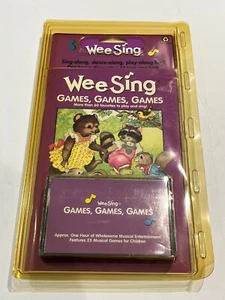 Wee Sing
Sing-along, dance-along, play-along fun!
Wee Sing
GAMES, GAMES, GAMES
More than 60 favorites to play and sing!
Wee Sing
GAMES, GAMES, GAMES
Approx. One Hour of Wholesome Musical Entertainment
Features 25 Musical Games for Children